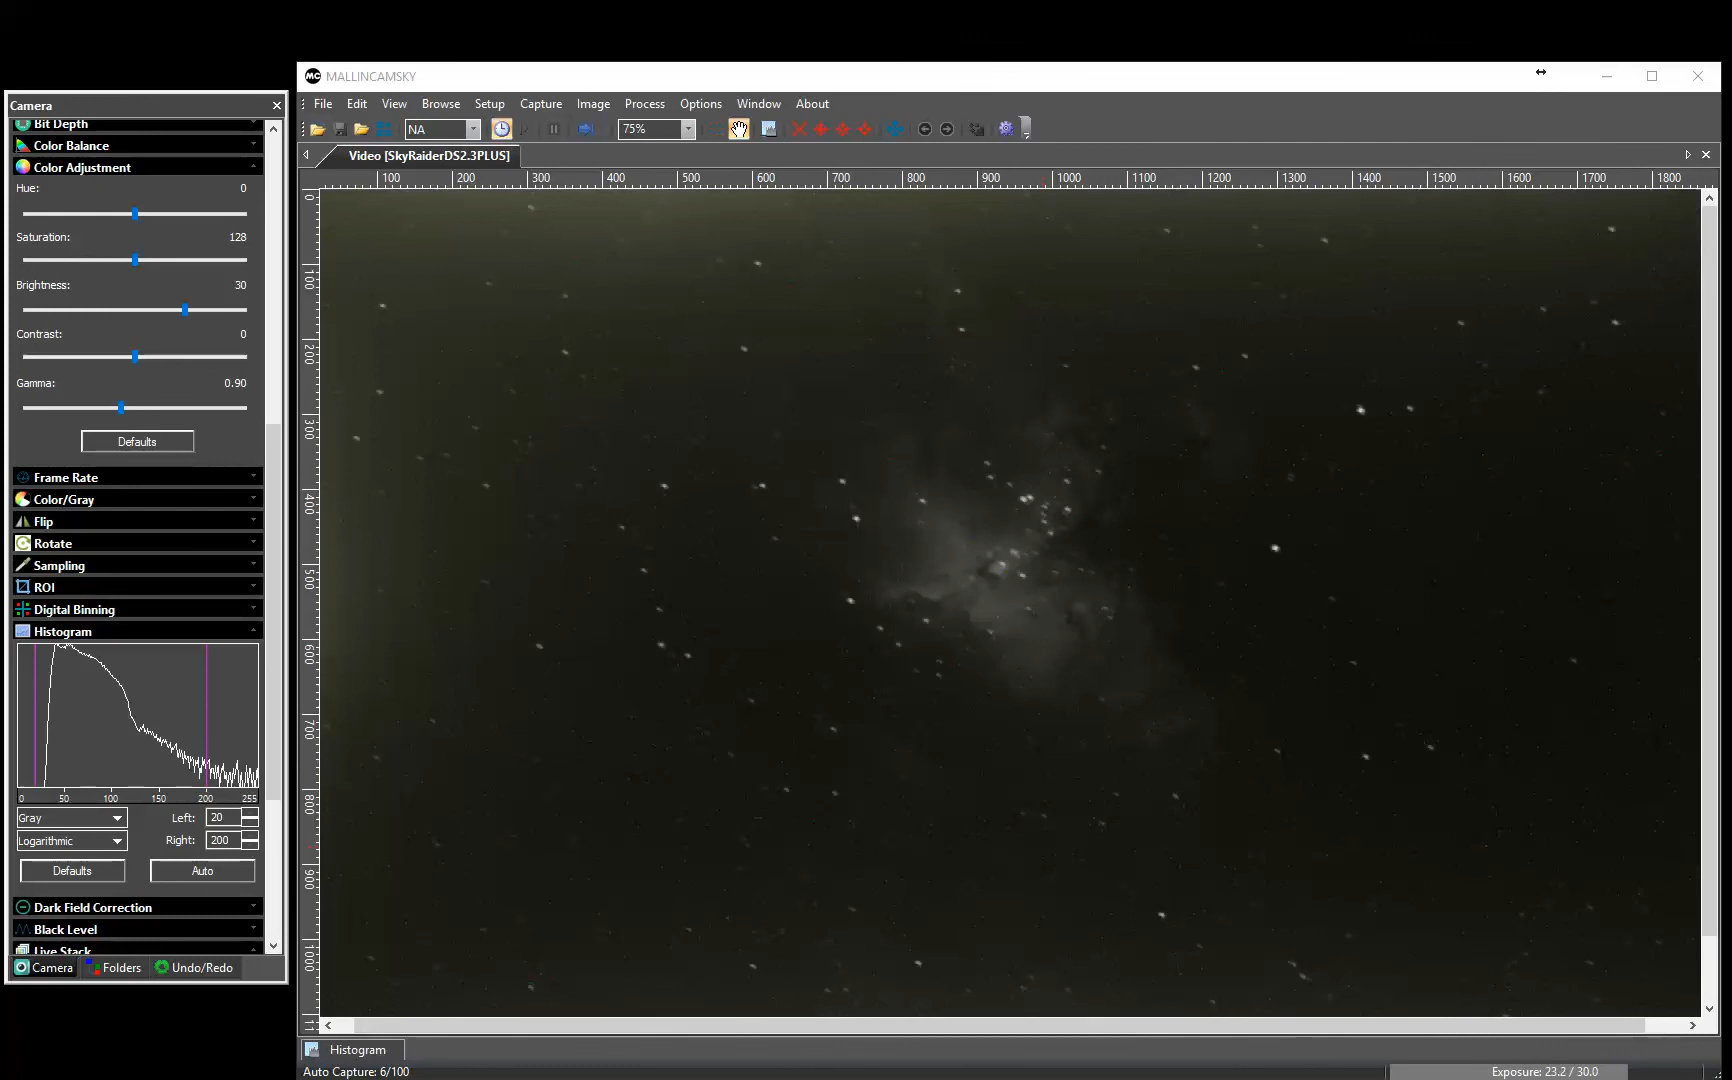 MALLINCAMSKY
File Edit View Browse Setup Capture Image Process Options Window About
NA
75%
Video [SkyRaiderDS2.3PLUS]
100 200 300 400 500 600 700 800 900 1000 1100 1200 1300 1400 1500 1600 1700 1800
0
100
200
300
400
500
600
700
800
900
1000
11
Camera
Bit Depth
Color Balance
Color Adjustment
Hue: 0
Saturation: 128
Brightness: 30
Contrast: 0
Gamma: 0.90
Defaults
Frame Rate
Color/Gray
Flip
Rotate
Sampling
ROI
Digital Binning
Histogram
0 50 100 150 200 255
Gray Left: 20
Logarithmic Right: 200
Defaults Auto
Dark Field Correction
Black Level
Live Stack
Camera Folders Undo/Redo
Histogram
Auto Capture: 6/100
Exposure: 23.2 / 30.0